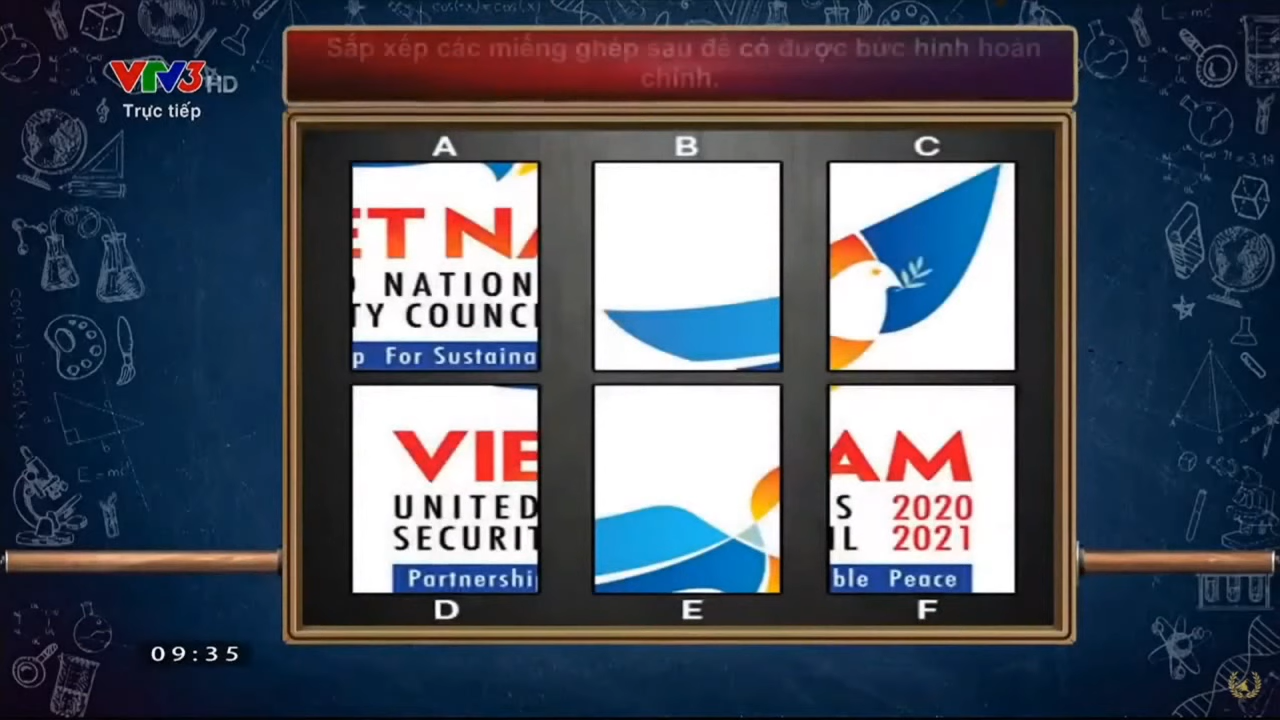 Sắp xếp các miếng ghép sau để có được bức hình hoàn
chỉnh.
VTV3 HD
Trực tiếp
A
B
C
ET NA
NATION
TY COUNCI
p For Sustaina
VIE
UNITED
SECURIT
Partnershi
AM
S 2020
IL 2021
ble Peace
D
E
F
09:35